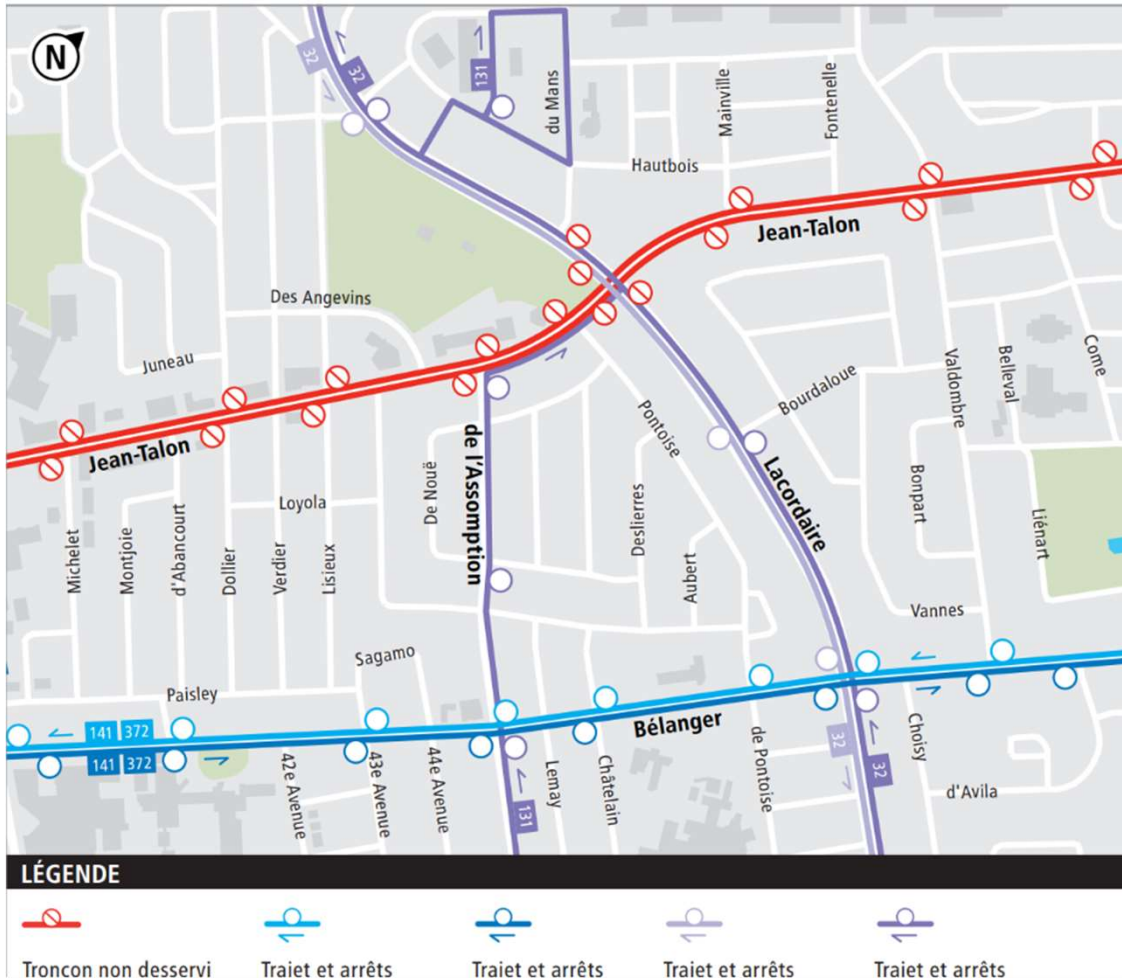 N
32
32
131
du Mans
Mainville
Fontenelle
Hautbois
Jean-Talon
Des Angevins
Juneau
Jean-Talon
de l'Assomption
De Nouë
Loyola
Pontoise
Bourdaloue
Lacordaire
Valdombre
Belleval
Come
Michelet
Montjoie
d'Abancourt
Dollier
Verdier
Lisieux
Deslierres
Aubert
Bonpart
Liénart
Vannes
Sagamo
Paisley
141 372
141 372
Bélanger
42e Avenue
43e Avenue
44e Avenue
131
Lemay
Châtelain
de Pontoise
32
32
Choisy
d'Avila
LÉGENDE
Troncon non desservi
Trajet et arrêts
Trajet et arrêts
Trajet et arrêts
Trajet et arrêts